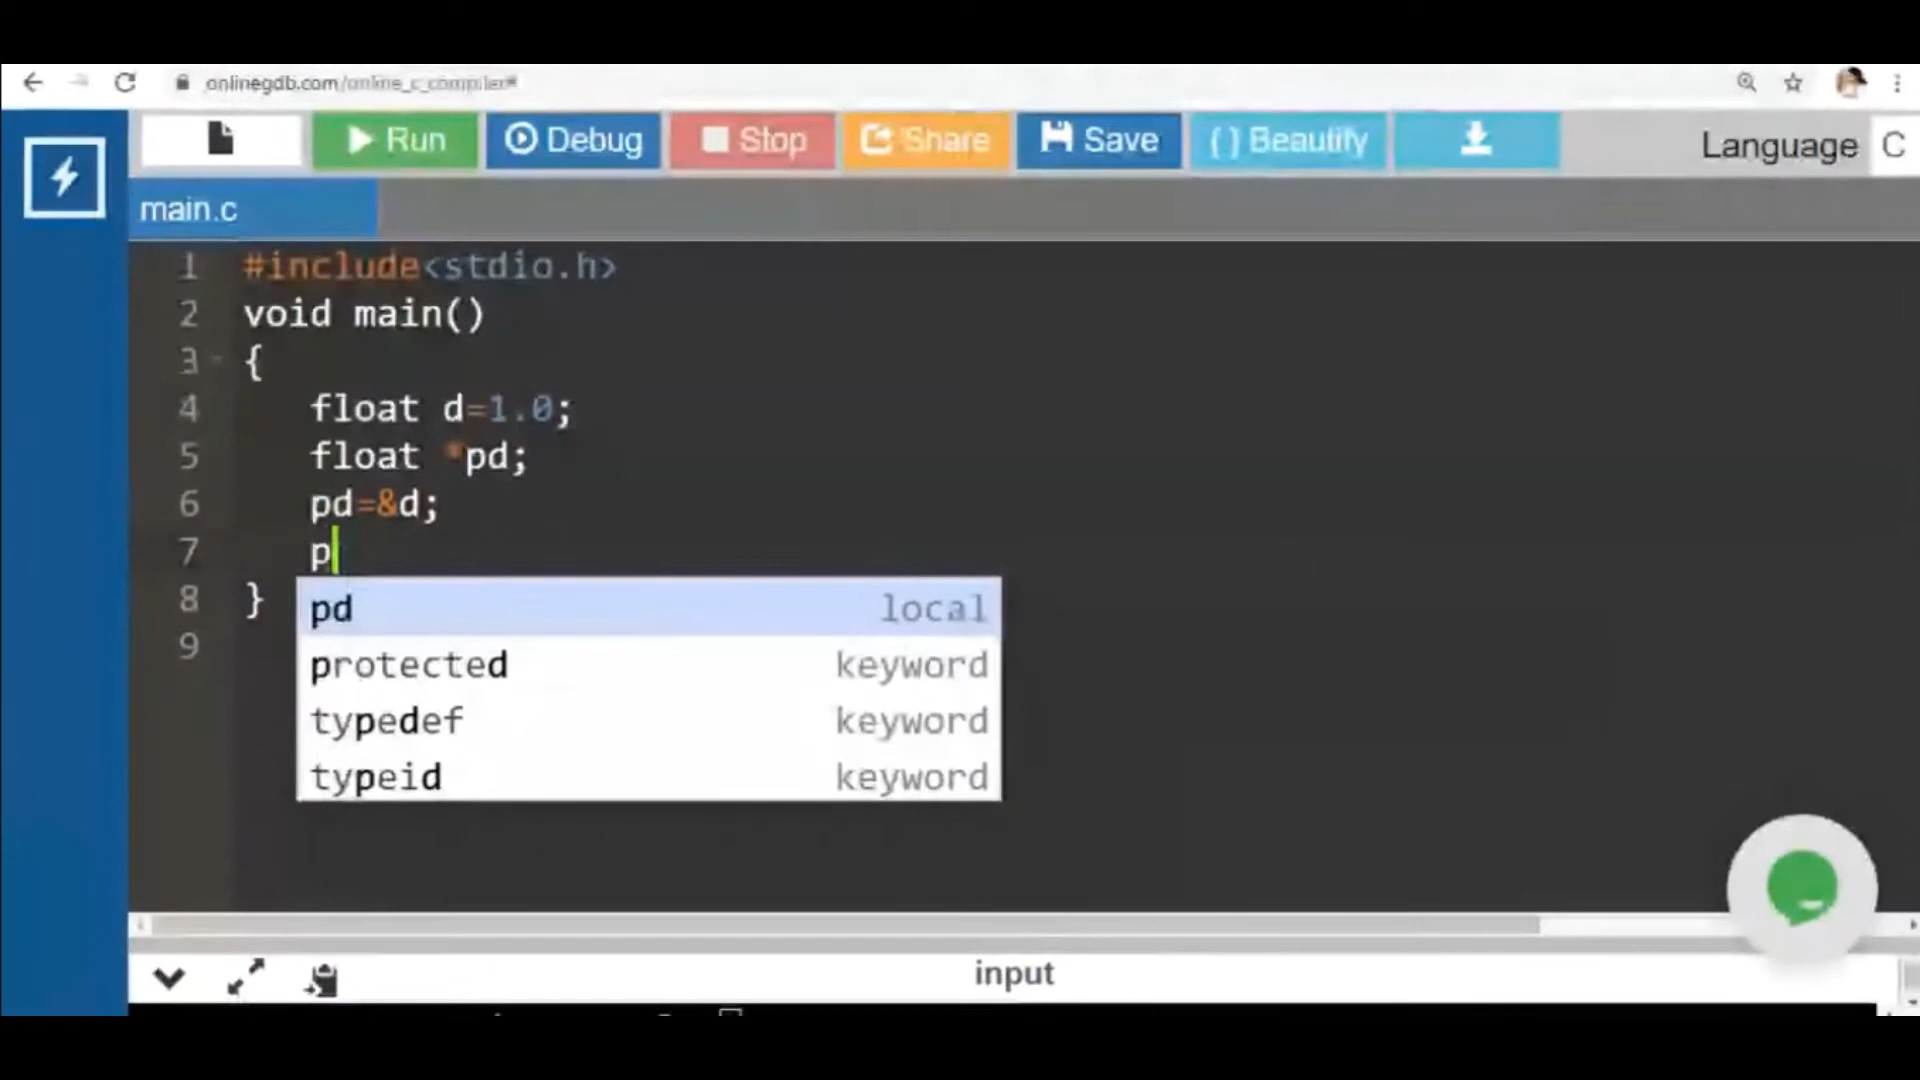 onlinegdb.com/online_c_compiler#
Run Debug Stop Share Save { } Beautify Language C
main.c
1 #include<stdio.h>
2 void main()
3 {
4 float d=1.0;
5 float *pd;
6 pd=&d;
7 p
8 }
9
pd local
protected keyword
typedef keyword
typeid keyword
input